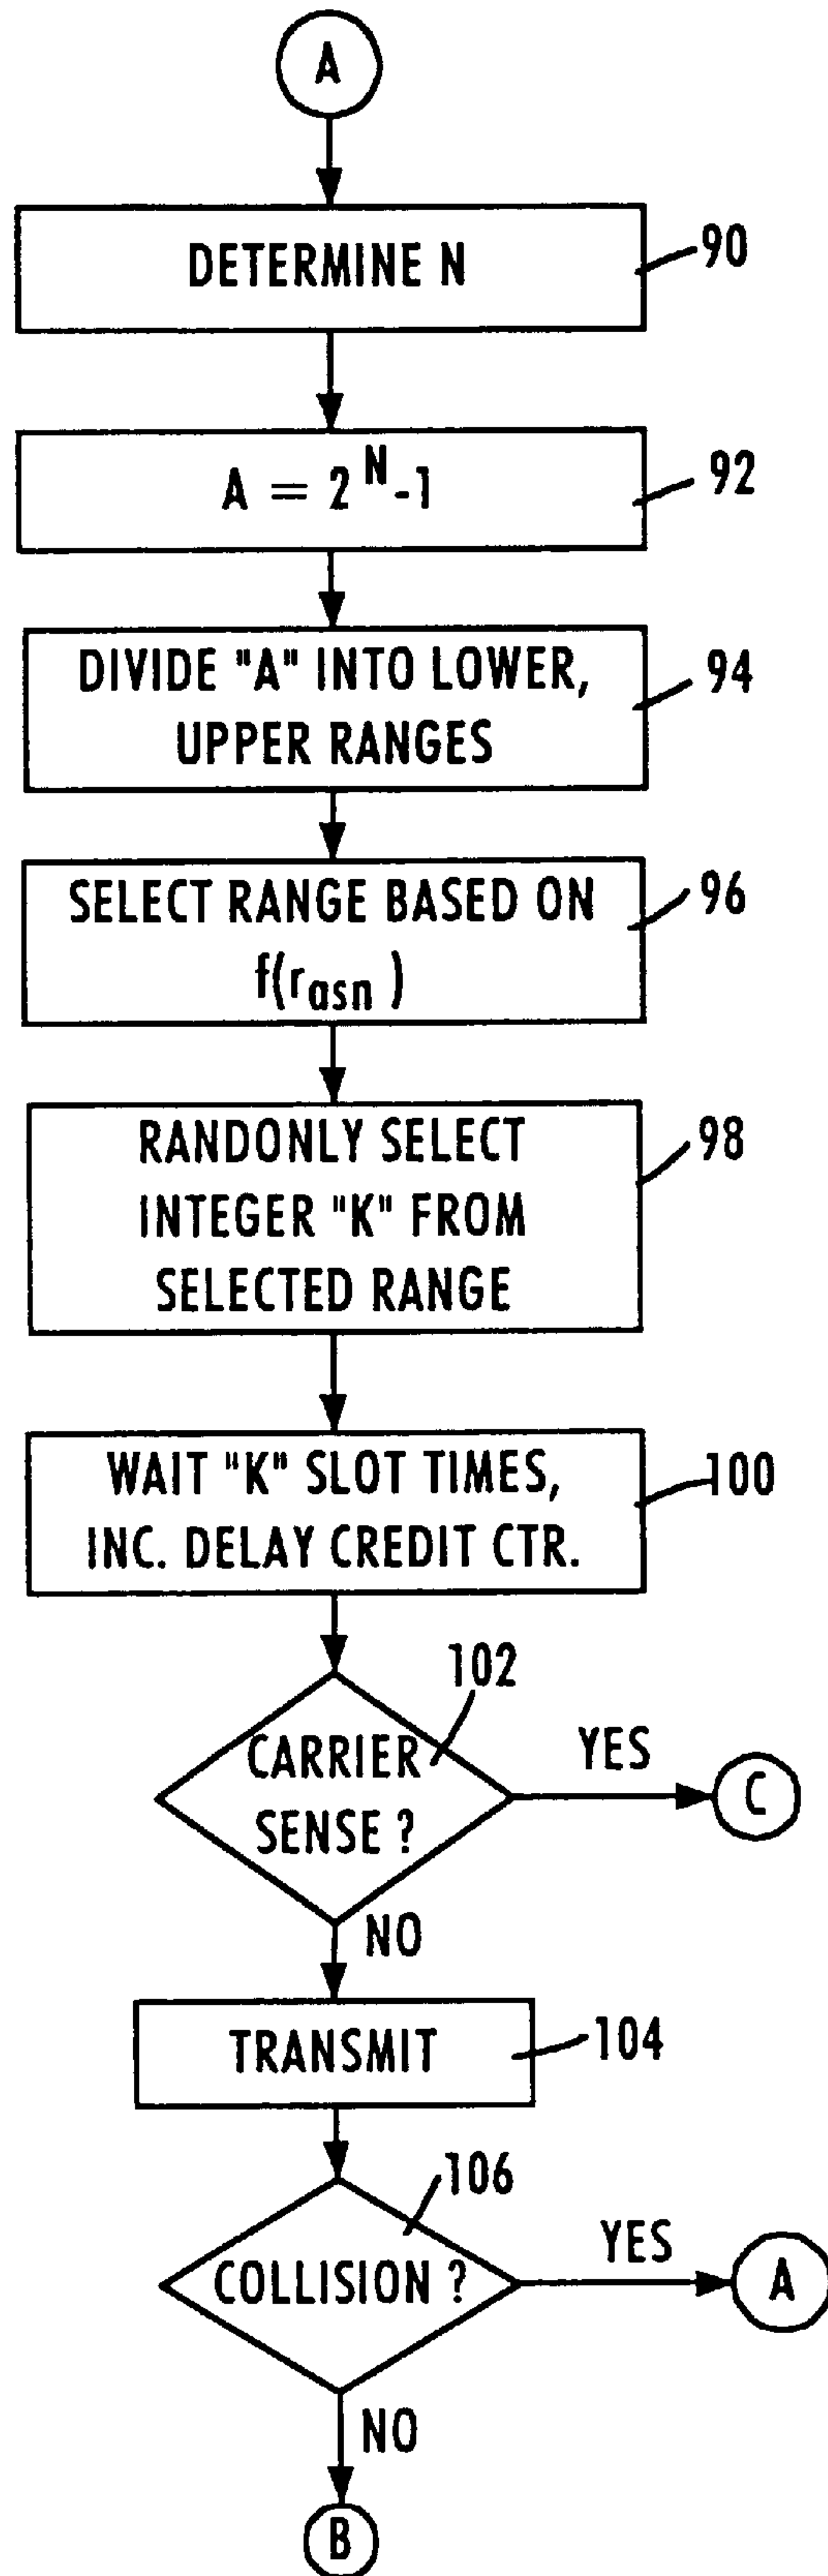 A
DETERMINE N
90
A = 2^N-1
92
DIVIDE "A" INTO LOWER,
UPPER RANGES
94
SELECT RANGE BASED ON
f(r_asn)
96
RANDONLY SELECT
INTEGER "K" FROM
SELECTED RANGE
98
WAIT "K" SLOT TIMES,
INC. DELAY CREDIT CTR.
100
102
CARRIER
SENSE ?
YES
C
NO
TRANSMIT
104
106
COLLISION ?
YES
A
NO
B